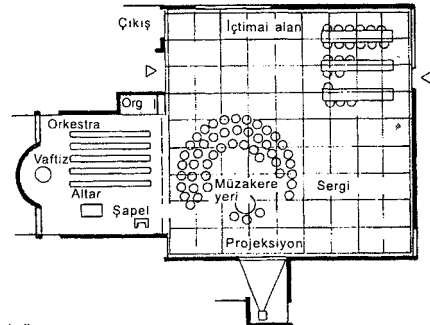 Çıkış
İçtimai alan
Org
Orkestra
Vaftiz
Altar
Şapel
Müzakere
yeri
Sergi
Projeksiyon